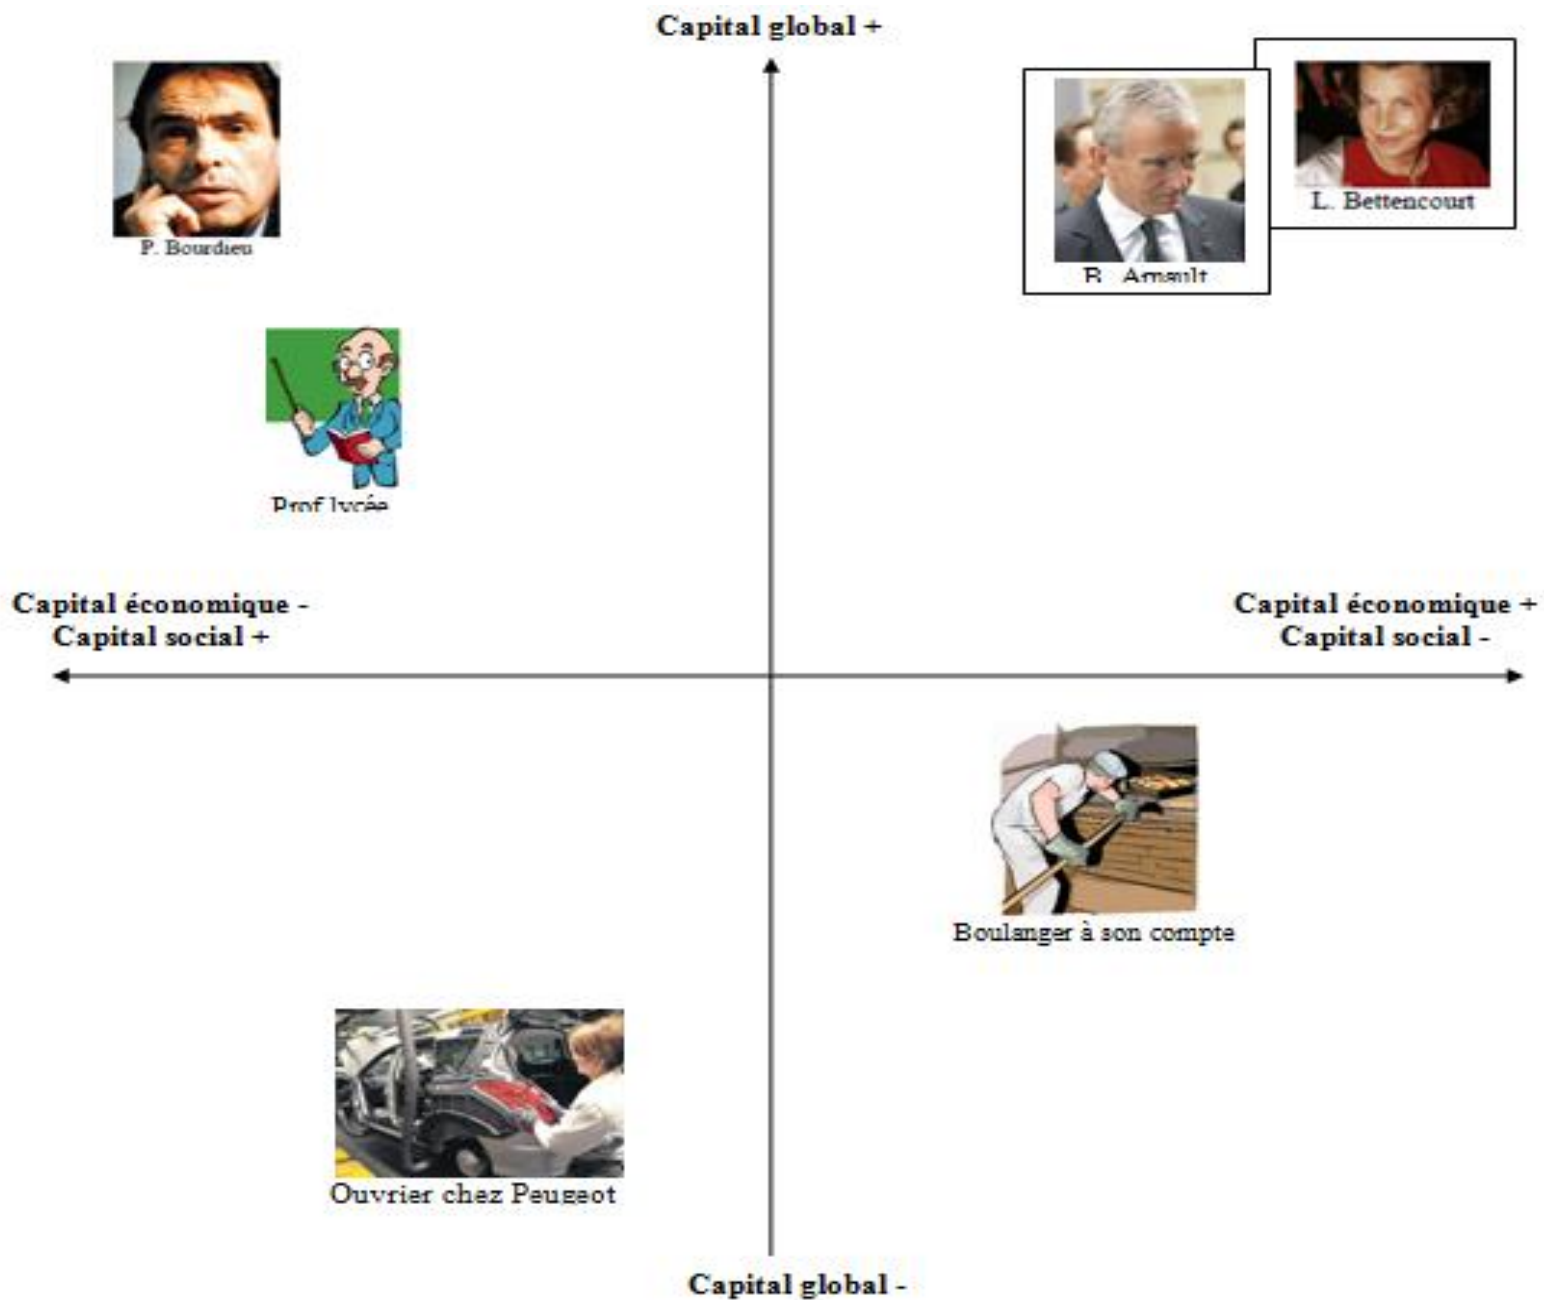 Capital global +
P. Bourdieu
B. Arnault
L. Bettencourt
Prof lycée
Capital économique -
Capital social +
Capital économique +
Capital social -
Boulanger à son compte
Ouvrier chez Peugeot
Capital global -